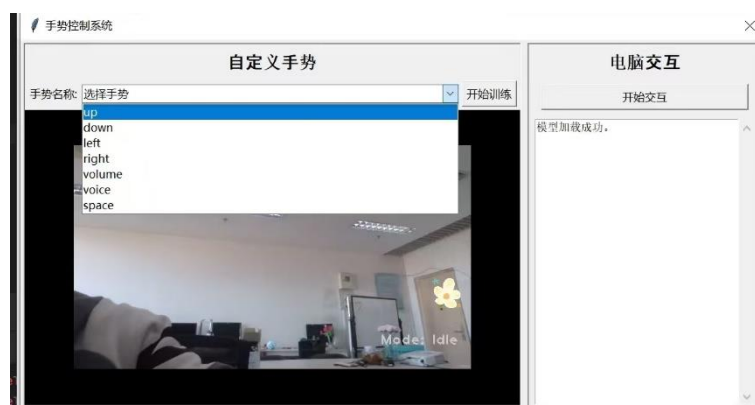 手势控制系统
自定义手势
手势名称: 选择手势
开始训练
up
down
left
right
volume
voice
space
Mode: Idle
电脑交互
开始交互
模型加载成功。